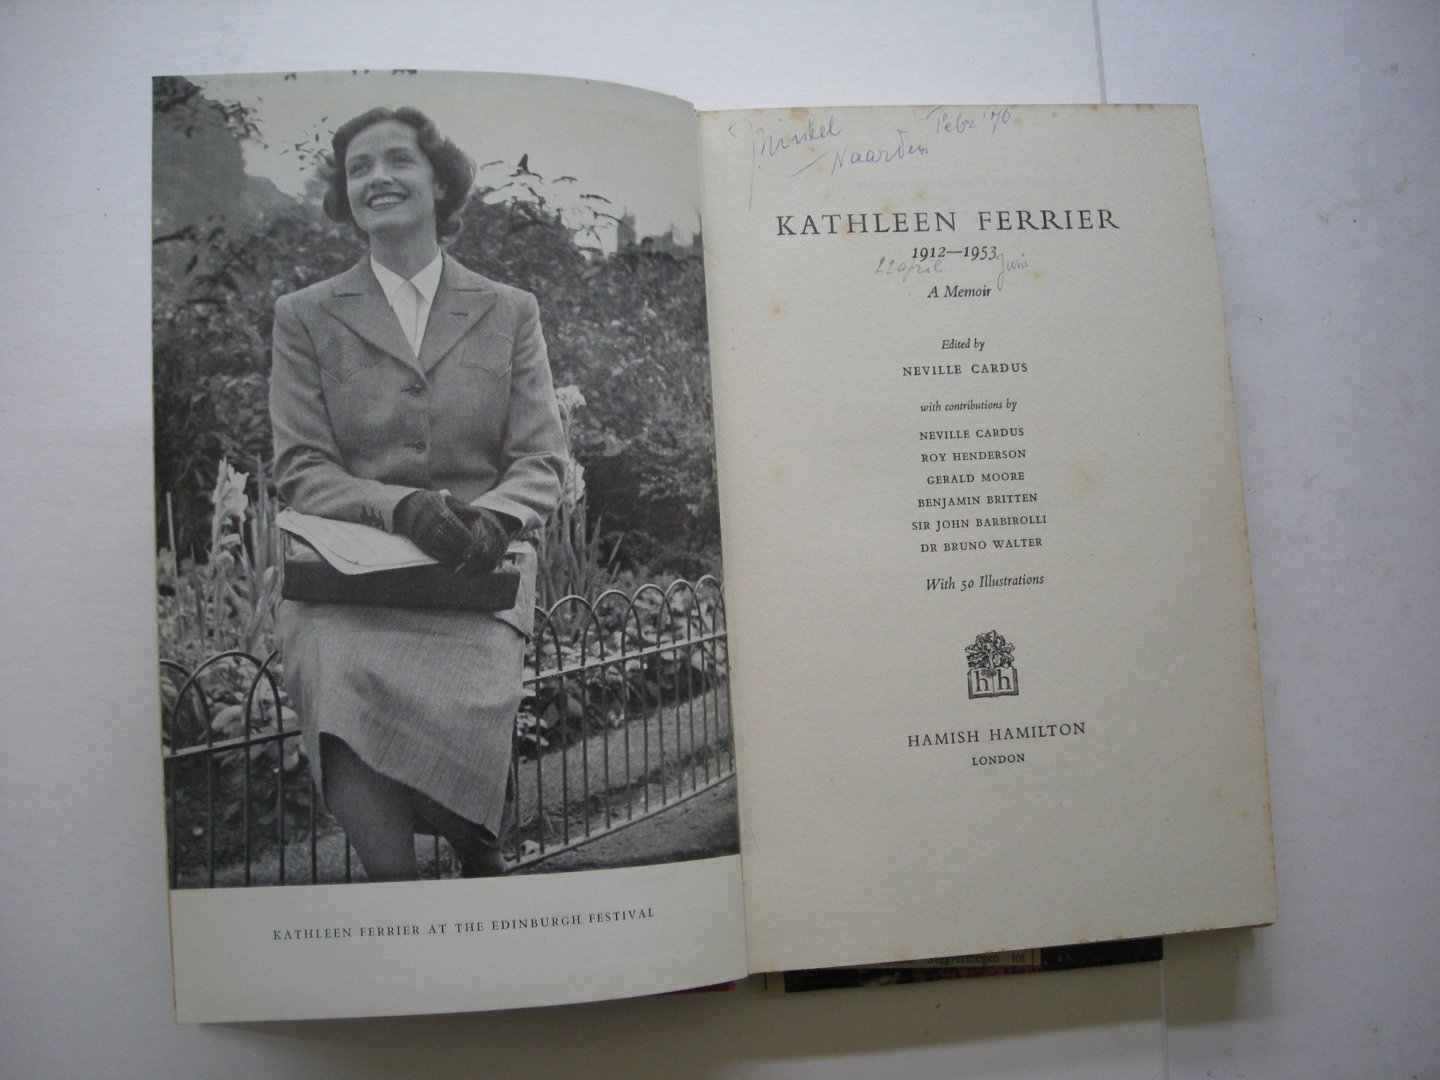 KATHLEEN FERRIER AT THE EDINBURGH FESTIVAL
Naarden Febr '70
KATHLEEN FERRIER
1912—1953
22 april juni
A Memoir
Edited by
NEVILLE CARDUS
with contributions by
NEVILLE CARDUS
ROY HENDERSON
GERALD MOORE
BENJAMIN BRITTEN
SIR JOHN BARBIROLLI
DR BRUNO WALTER
With 50 Illustrations
h h
HAMISH HAMILTON
LONDON
Stijgvermogen tot